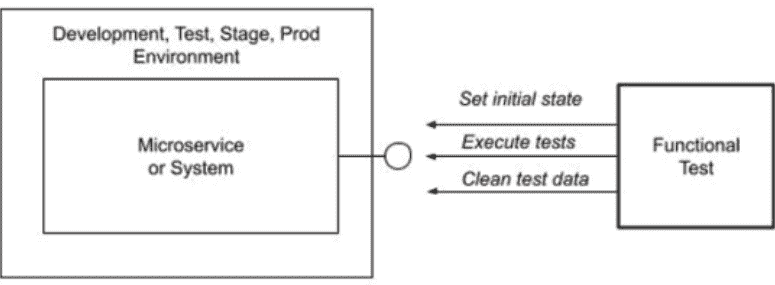 Development, Test, Stage, Prod
Environment
Microservice
or System
Set initial state
Execute tests
Clean test data
Functional
Test